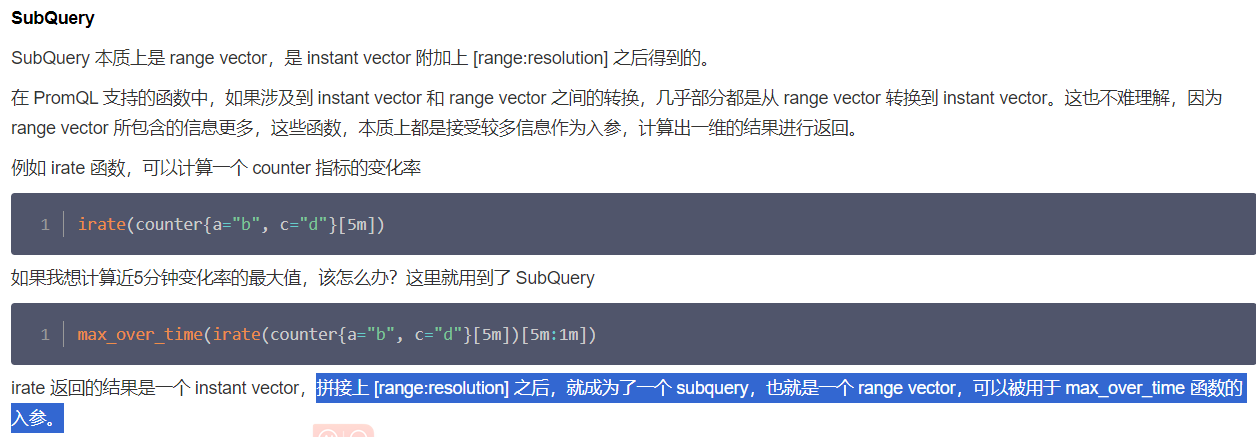 SubQuery
SubQuery 本质上是 range vector，是 instant vector 附加上 [range:resolution] 之后得到的。
在 PromQL 支持的函数中，如果涉及到 instant vector 和 range vector 之间的转换，几乎部分都是从 range vector 转换到 instant vector。这也不难理解，因为
range vector 所包含的信息更多，这些函数，本质上都是接受较多信息作为入参，计算出一维的结果进行返回。
例如 irate 函数，可以计算一个 counter 指标的变化率
1 irate(counter{a="b", c="d"}[5m])
如果我想计算近5分钟变化率的最大值，该怎么办？这里就用到了 SubQuery
1 max_over_time(irate(counter{a="b", c="d"}[5m])[5m:1m])
irate 返回的结果是一个 instant vector，拼接上 [range:resolution] 之后，就成为了一个 subquery，也就是一个 range vector，可以被用于 max_over_time 函数的
入参。